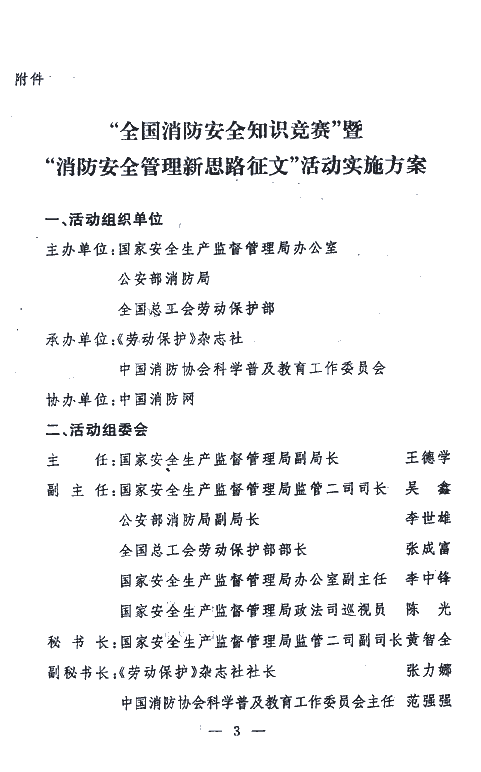 附件
“全国消防安全知识竞赛”暨
“消防安全管理新思路征文”活动实施方案
一、活动组织单位
主办单位:国家安全生产监督管理局办公室
公安部消防局
全国总工会劳动保护部
承办单位:《劳动保护》杂志社
中国消防协会科学普及教育工作委员会
协办单位:中国消防网
二、活动组委会
主 任:国家安全生产监督管理局副局长 王德学
副 主 任:国家安全生产监督管理局监管二司司长 吴 鑫
公安部消防局副局长 李世雄
全国总工会劳动保护部部长 张成富
国家安全生产监督管理局办公室副主任 李中锋
国家安全生产监督管理局政法司巡视员 陈 光
秘 书 长:国家安全生产监督管理局监管二司副司长 黄智全
副秘书长:《劳动保护》杂志社社长 张力娜
中国消防协会科学普及教育工作委员会主任 范强强
— 3 —